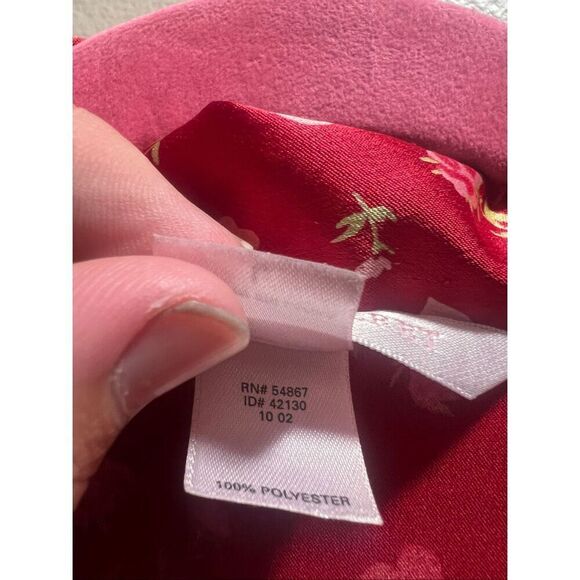 RN# 54867
ID# 42130
10 02
100% POLYESTER